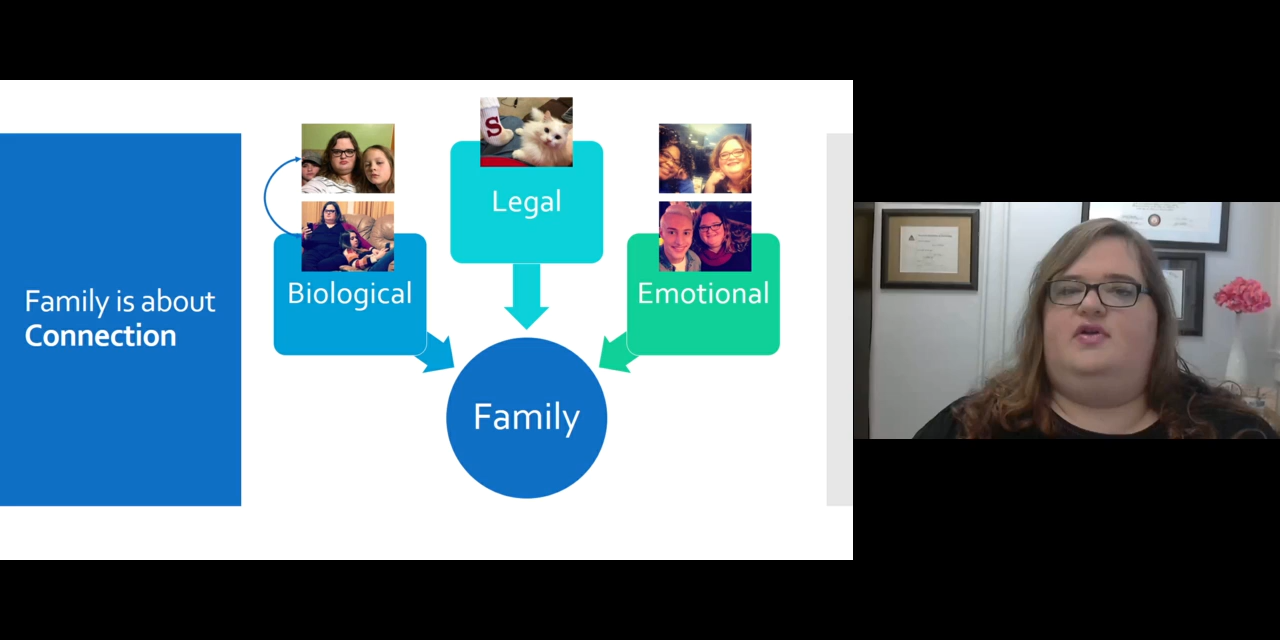 Family is about
Connection
S
Legal
Biological
Emotional
Family